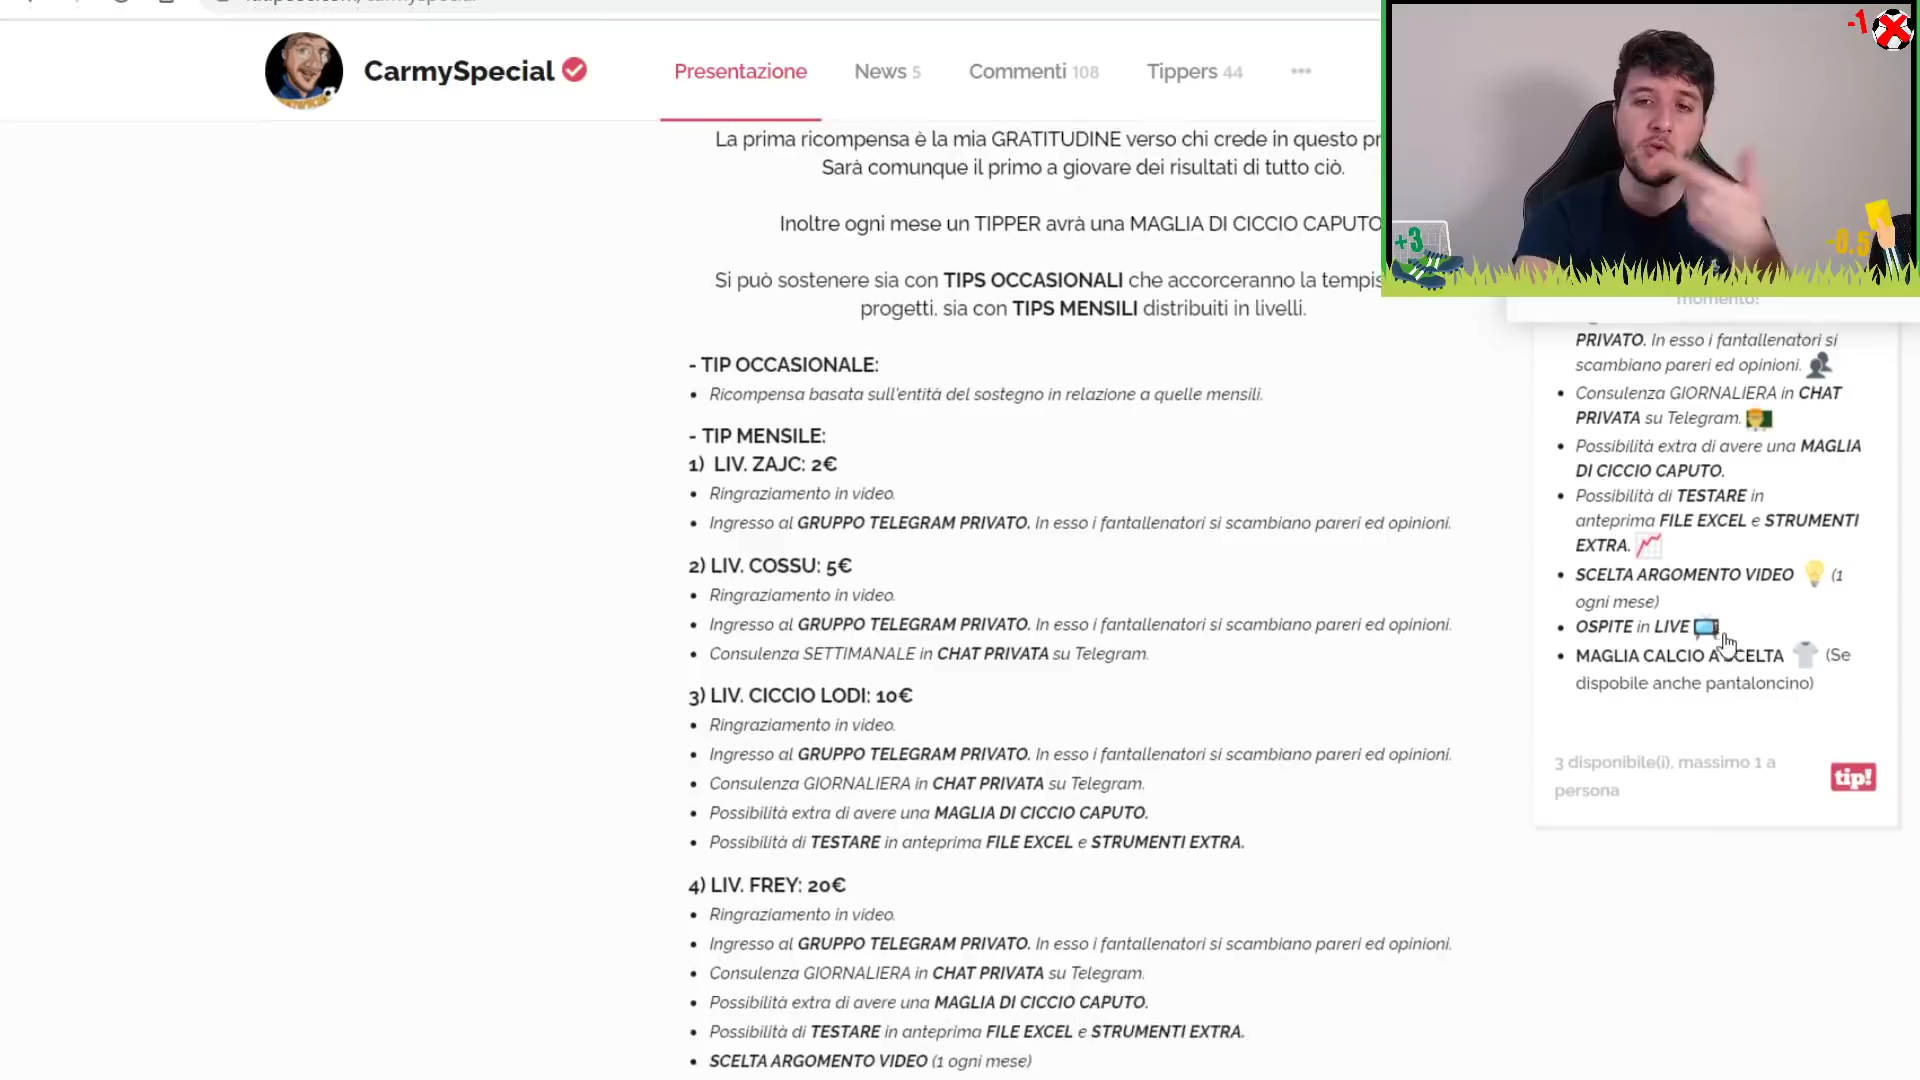 CarmySpecial
Presentazione
News 5
Commenti 108
Tippers 44
La prima ricompensa è la mia GRATITUDINE verso chi crede in questo pr
Sarà comunque il primo a giovare dei risultati di tutto ciò.
Inoltre ogni mese un TIPPER avrà una MAGLIA DI CICCIO CAPUTO
Si può sostenere sia con TIPS OCCASIONALI che accorceranno la tempis
progetti, sia con TIPS MENSILI distribuiti in livelli.
- TIP OCCASIONALE:
• Ricompensa basata sull'entità del sostegno in relazione a quelle mensili.
- TIP MENSILE:
1) LIV. ZAJC: 2€
• Ringraziamento in video.
• Ingresso al GRUPPO TELEGRAM PRIVATO. In esso i fantallenatori si scambiano pareri ed opinioni.
2) LIV. COSSU: 5€
• Ringraziamento in video.
• Ingresso al GRUPPO TELEGRAM PRIVATO. In esso i fantallenatori si scambiano pareri ed opinioni.
• Consulenza SETTIMANALE in CHAT PRIVATA su Telegram.
3) LIV. CICCIO LODI: 10€
• Ringraziamento in video.
• Ingresso al GRUPPO TELEGRAM PRIVATO. In esso i fantallenatori si scambiano pareri ed opinioni.
• Consulenza GIORNALIERA in CHAT PRIVATA su Telegram.
• Possibilità extra di avere una MAGLIA DI CICCIO CAPUTO.
• Possibilità di TESTARE in anteprima FILE EXCEL e STRUMENTI EXTRA.
4) LIV. FREY: 20€
• Ringraziamento in video.
• Ingresso al GRUPPO TELEGRAM PRIVATO. In esso i fantallenatori si scambiano pareri ed opinioni.
• Consulenza GIORNALIERA in CHAT PRIVATA su Telegram.
• Possibilità extra di avere una MAGLIA DI CICCIO CAPUTO.
• Possibilità di TESTARE in anteprima FILE EXCEL e STRUMENTI EXTRA.
• SCELTA ARGOMENTO VIDEO (1 ogni mese)
-1
+3
-0.5
momento!
PRIVATO. In esso i fantallenatori si
scambiano pareri ed opinioni.
• Consulenza GIORNALIERA in CHAT
PRIVATA su Telegram.
• Possibilità extra di avere una MAGLIA
DI CICCIO CAPUTO.
• Possibilità di TESTARE in
anteprima FILE EXCEL e STRUMENTI
EXTRA.
• SCELTA ARGOMENTO VIDEO (1
ogni mese)
• OSPITE in LIVE
• MAGLIA CALCIO A SCELTA (Se
dispobile anche pantaloncino)
3 disponibile(i), massimo 1 a
persona
tip!